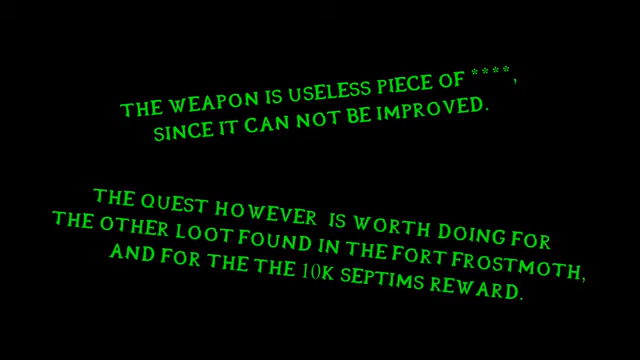 THE WEAPON IS USELESS PIECE OF ****,
SINCE IT CAN NOT BE IMPROVED.
THE QUEST HOWEVER IS WORTH DOING FOR
THE OTHER LOOT FOUND IN THE FORT FROSTMOTH,
AND FOR THE THE 10K SEPTIMS REWARD.